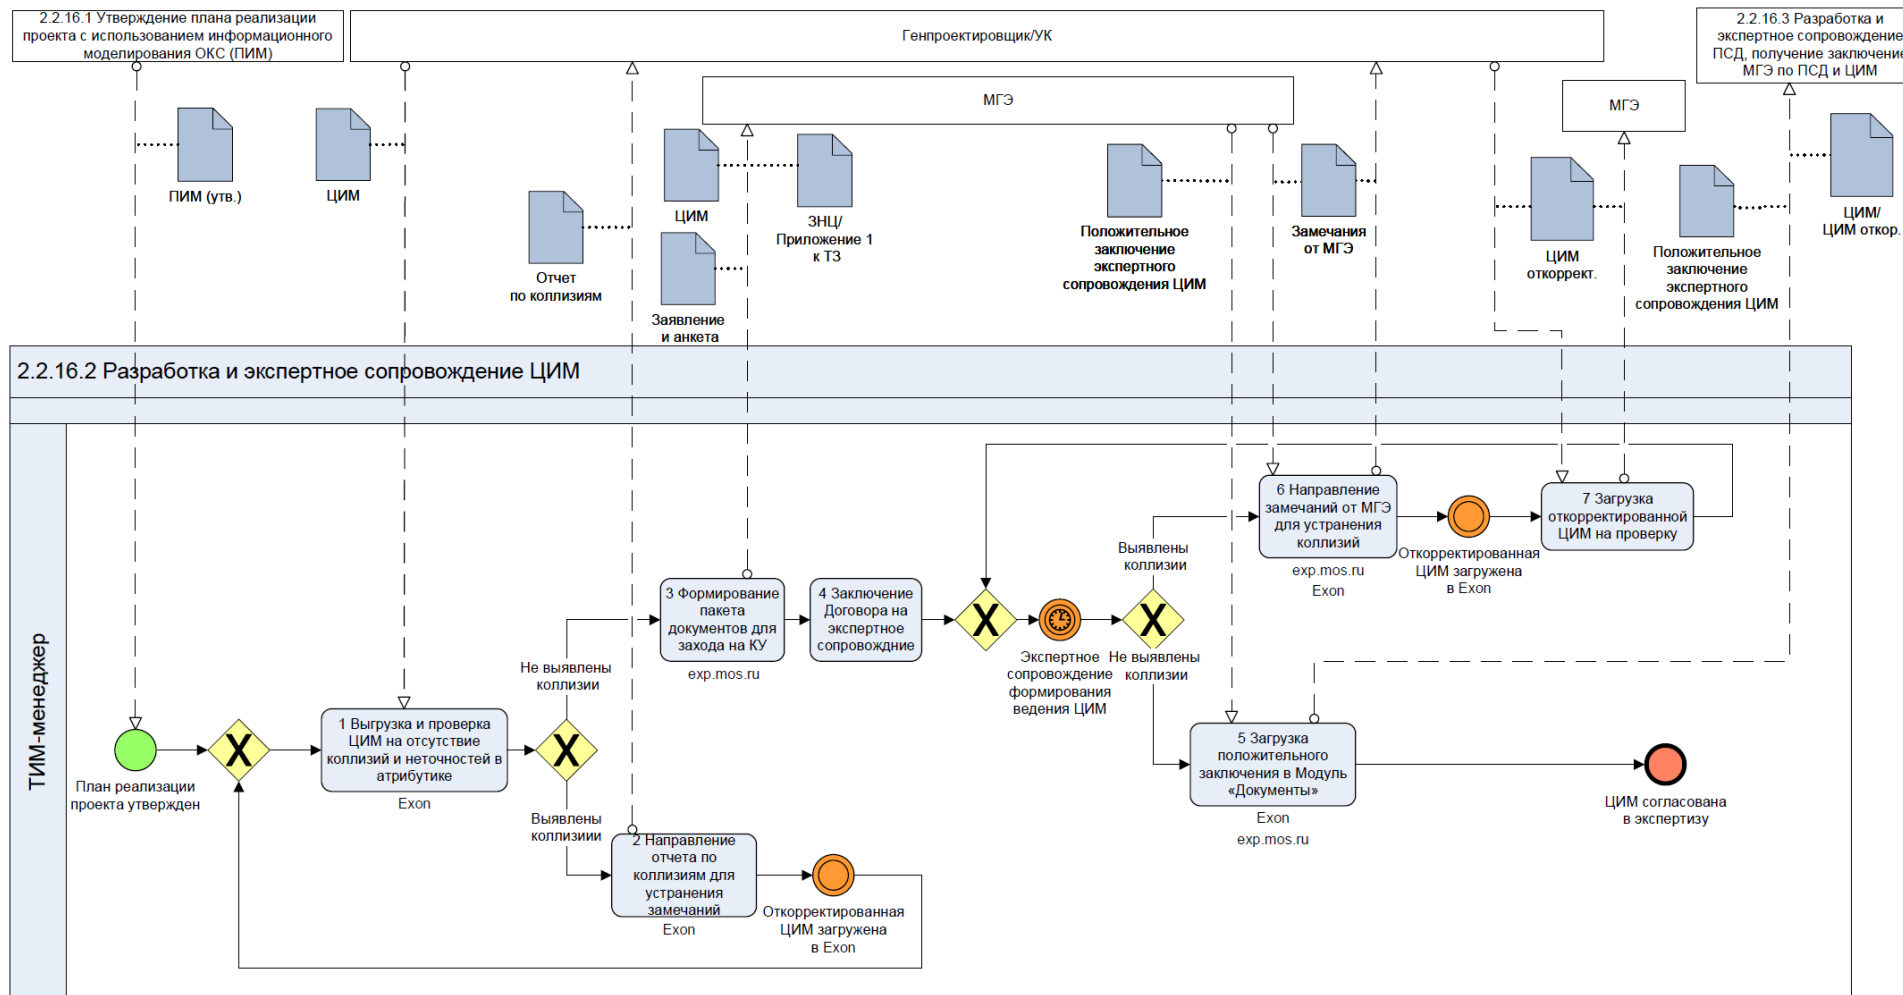 2.2.16.1 Утверждение плана реализации
проекта с использованием информационного
моделирования ОКС (ПИМ)
Генпроектировщик/УК
2.2.16.3 Разработка и
экспертное сопровождение
ПСД, получение заключение
МГЭ по ПСД и ЦИМ
МГЭ
МГЭ
ПИМ (утв.)
ЦИМ
Отчет
по коллизиям
ЦИМ
ЗНЦ/
Приложение 1
к ТЗ
Заявление
и анкета
Положительное
заключение
экспертного
сопровождения ЦИМ
Замечания
от МГЭ
ЦИМ
откоррект.
Положительное
заключение
экспертного
сопровождения ЦИМ
ЦИМ/
ЦИМ откор.
2.2.16.2 Разработка и экспертное сопровождение ЦИМ
ТИМ-менеджер
План реализации
проекта утвержден
1 Выгрузка и проверка
ЦИМ на отсутствие
коллизий и неточностей в
атрибутике
Exon
Не выявлены
коллизии
Выявлены
коллизиии
2 Направление
отчета по
коллизиям для
устранения
замечаний
Exon
Откорректированная
ЦИМ загружена
в Exon
3 Формирование
пакета
документов для
захода на КУ
exp.mos.ru
4 Заключение
Договора на
экспертное
сопровождние
Экспертное
сопровождение
формирования
ведения ЦИМ
Выявлены
коллизии
Не выявлены
коллизии
6 Направление
замечаний от МГЭ
для устранения
коллизий
exp.mos.ru
Exon
Откорректированная
ЦИМ загружена
в Exon
7 Загрузка
откорректированной
ЦИМ на проверку
5 Загрузка
положительного
заключения в Модуль
«Документы»
Exon
exp.mos.ru
ЦИМ согласована
в экспертизу